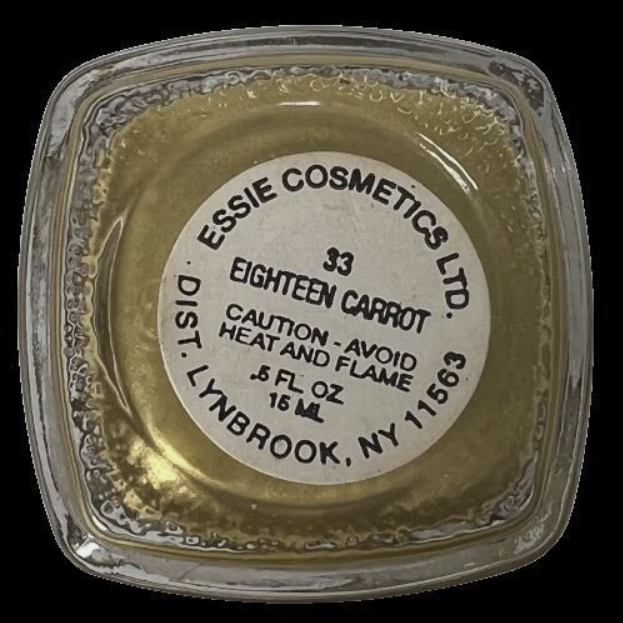 ESSIE COSMETICS LTD.
33
EIGHTEEN CARROT
CAUTION - AVOID
HEAT AND FLAME
.5 FL. OZ
15 ML
DIST. LYNBROOK, NY 11563